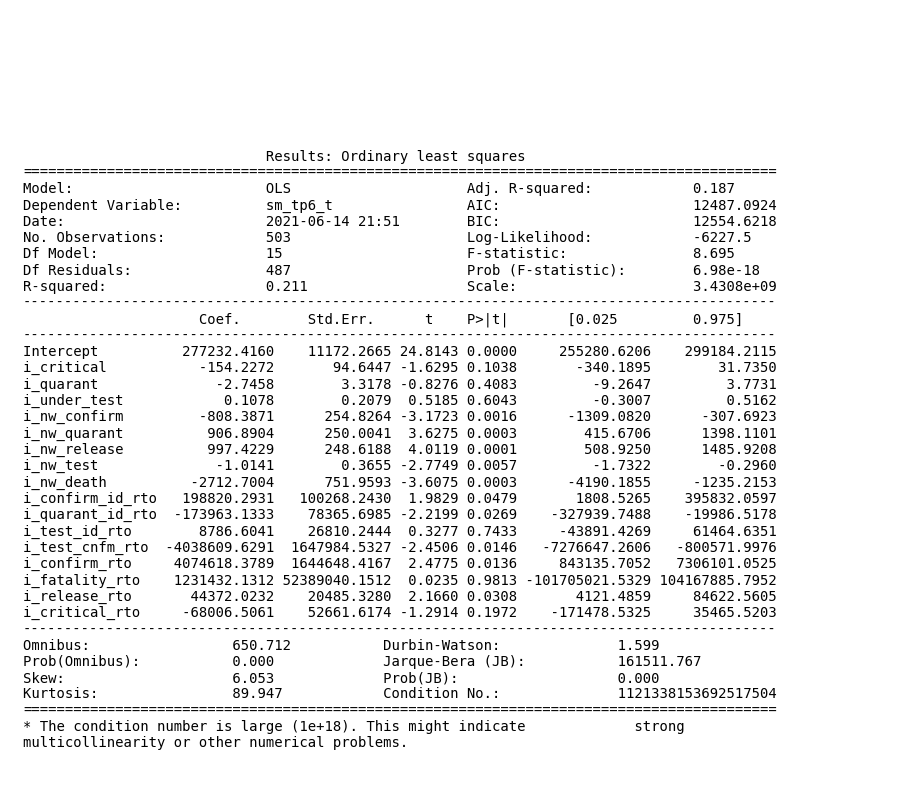 Results: Ordinary least squares
==========================================================================================
Model: OLS Adj. R-squared: 0.187
Dependent Variable: sm_tp6_t AIC: 12487.0924
Date: 2021-06-14 21:51 BIC: 12554.6218
No. Observations: 503 Log-Likelihood: -6227.5
Df Model: 15 F-statistic: 8.695
Df Residuals: 487 Prob (F-statistic): 6.98e-18
R-squared: 0.211 Scale: 3.4308e+09
------------------------------------------------------------------------------------------
Coef. Std.Err. t P>|t| [0.025 0.975]
------------------------------------------------------------------------------------------
Intercept 277232.4160 11172.2665 24.8143 0.0000 255280.6206 299184.2115
i_critical -154.2272 94.6447 -1.6295 0.1038 -340.1895 31.7350
i_quarant -2.7458 3.3178 -0.8276 0.4083 -9.2647 3.7731
i_under_test 0.1078 0.2079 0.5185 0.6043 -0.3007 0.5162
i_nw_confirm -808.3871 254.8264 -3.1723 0.0016 -1309.0820 -307.6923
i_nw_quarant 906.8904 250.0041 3.6275 0.0003 415.6706 1398.1101
i_nw_release 997.4229 248.6188 4.0119 0.0001 508.9250 1485.9208
i_nw_test -1.0141 0.3655 -2.7749 0.0057 -1.7322 -0.2960
i_nw_death -2712.7004 751.9593 -3.6075 0.0003 -4190.1855 -1235.2153
i_confirm_id_rto 198820.2931 100268.2430 1.9829 0.0479 1808.5265 395832.0597
i_quarant_id_rto -173963.1333 78365.6985 -2.2199 0.0269 -327939.7488 -19986.5178
i_test_id_rto 8786.6041 26810.2444 0.3277 0.7433 -43891.4269 61464.6351
i_test_cnfm_rto -4038609.6291 1647984.5327 -2.4506 0.0146 -7276647.2606 -800571.9976
i_confirm_rto 4074618.3789 1644648.4167 2.4775 0.0136 843135.7052 7306101.0525
i_fatality_rto 1231432.1312 52389040.1512 0.0235 0.9813 -101705021.5329 104167885.7952
i_release_rto 44372.0232 20485.3280 2.1660 0.0308 4121.4859 84622.5605
i_critical_rto -68006.5061 52661.6174 -1.2914 0.1972 -171478.5325 35465.5203
------------------------------------------------------------------------------------------
Omnibus: 650.712 Durbin-Watson: 1.599
Prob(Omnibus): 0.000 Jarque-Bera (JB): 161511.767
Skew: 6.053 Prob(JB): 0.000
Kurtosis: 89.947 Condition No.: 1121338153692517504
==========================================================================================
* The condition number is large (1e+18). This might indicate strong
multicollinearity or other numerical problems.